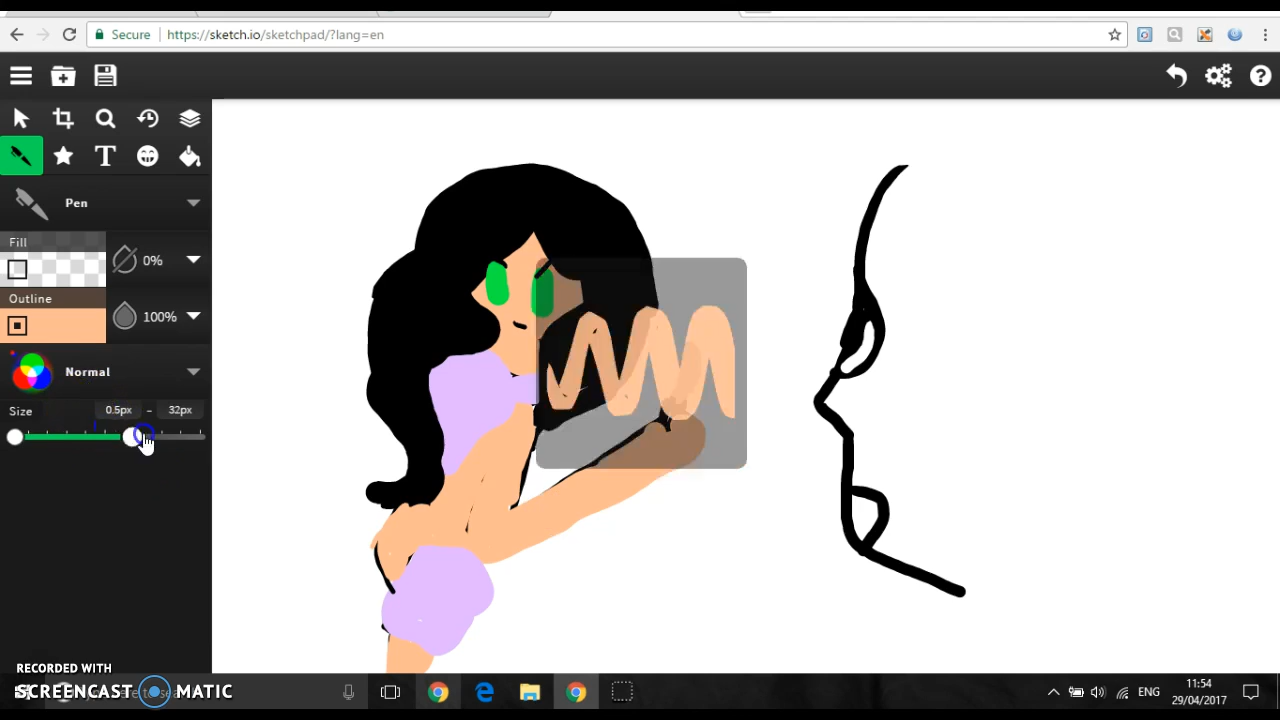 Secure https://sketch.io/sketchpad/?lang=en
T
Pen
Fill
0%
Outline
100%
Normal
Size 0.5px - 32px
RECORDED WITH
SCREENCAST MATIC
ENG
11:54
29/04/2017